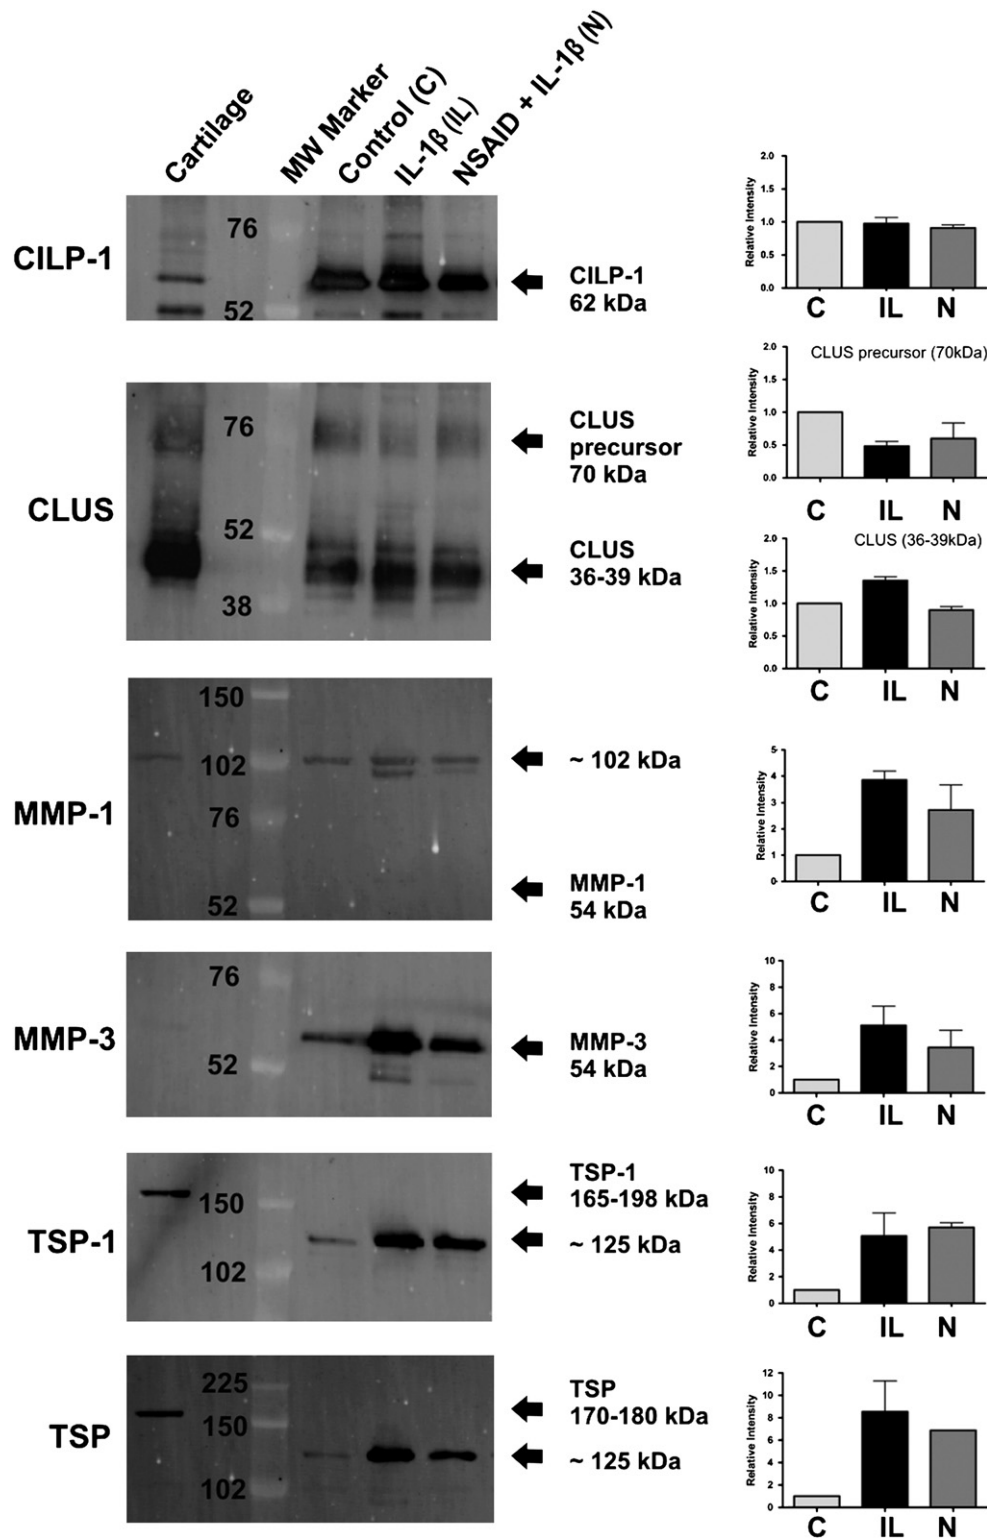 Cartilage
MW Marker
Control (C)
IL-1β (IL)
NSAID + IL-1β (N)
CILP-1
76
52
CILP-1
62 kDa
Relative Intensity
2.0
1.5
1.0
0.5
0.0
C IL N
CLUS
76
52
38
CLUS
precursor
70 kDa
CLUS
36-39 kDa
CLUS precursor (70kDa)
Relative Intensity
2.0
1.5
1.0
0.5
0.0
C IL N
CLUS (36-39kDa)
Relative Intensity
2.0
1.5
1.0
0.5
0.0
C IL N
MMP-1
150
102
76
52
~ 102 kDa
MMP-1
54 kDa
Relative Intensity
5
4
3
2
1
0
C IL N
MMP-3
76
52
MMP-3
54 kDa
Relative Intensity
10
8
6
4
2
0
C IL N
TSP-1
150
102
TSP-1
165-198 kDa
~ 125 kDa
Relative Intensity
10
8
6
4
2
0
C IL N
TSP
225
150
102
TSP
170-180 kDa
~ 125 kDa
Relative Intensity
12
10
8
6
4
2
0
C IL N